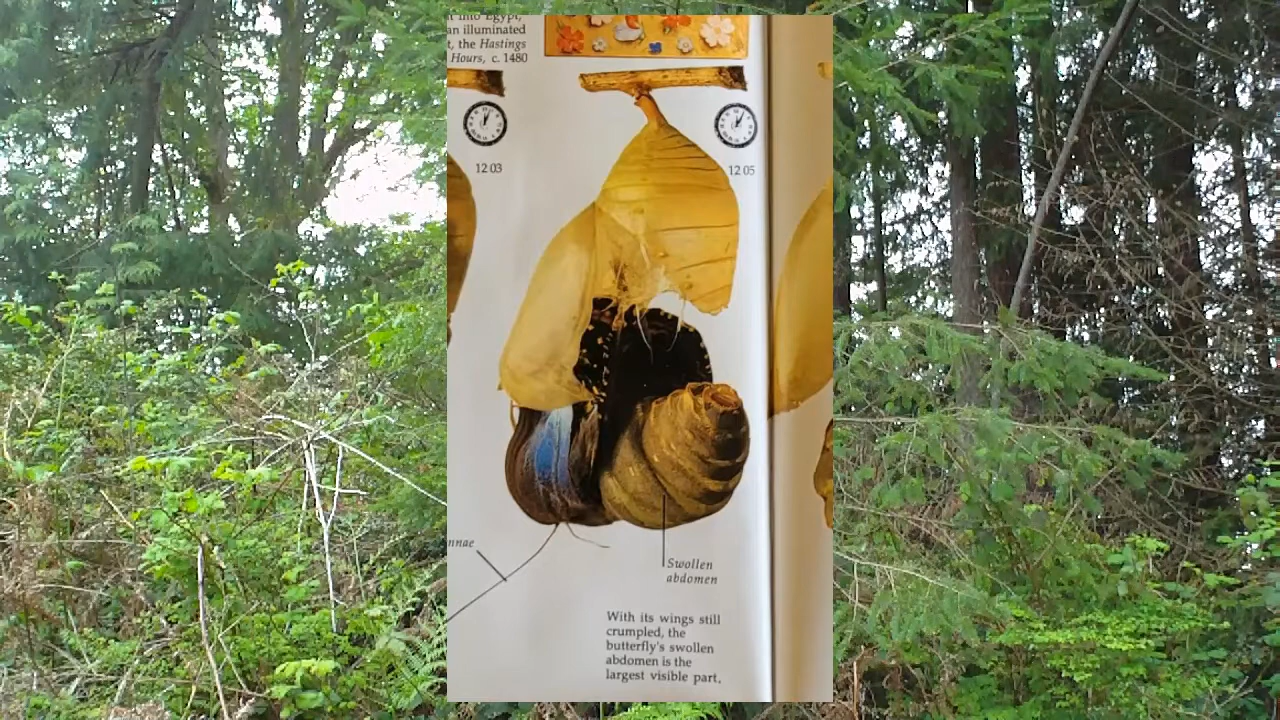 t into Egypt,
an illuminated
t, the Hastings
Hours, c. 1480
12 03
12 05
nnae
Swollen
abdomen
With its wings still
crumpled, the
butterfly's swollen
abdomen is the
largest visible part,